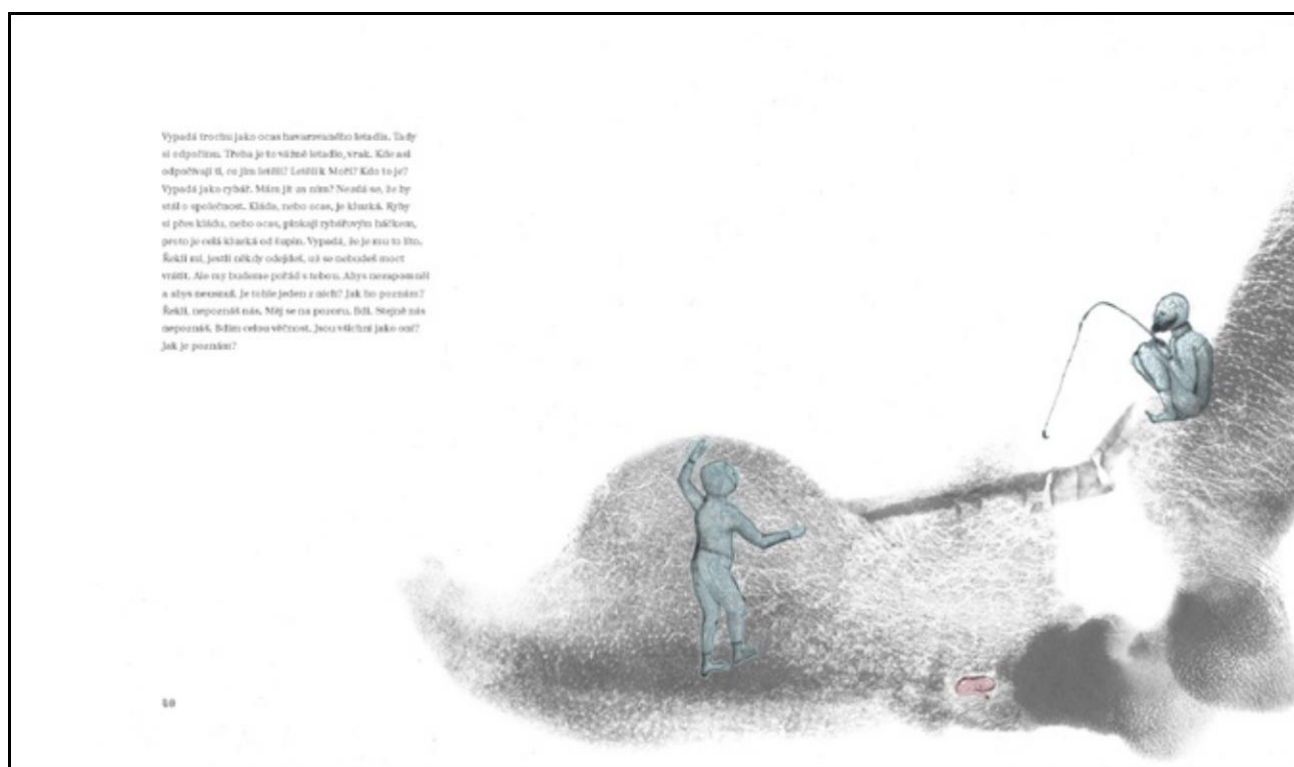 Vypadá trochu jako ocas havarovaného letadla. Tady
si odpočinu. Třeba je to vážně letadlo, vrak. Kde asi
odpočívají ti, co jím letěli? Letěli k Moři? Kdo to je?
Vypadá jako rybář. Mám jít za ním? Nezdá se, že by
stál o společnost. Kláda, nebo ocas, je kluzká. Ryby
si přes kládu, nebo ocas, plnkají rybářovým háčkem,
proto je celá kluzká od šupin. Vypadá, že je mu to líto.
Řekli mi, jestli někdy odejdeš, už se nebudeš moct
vrátit. Ale my budeme pořád s tebou. Abys nezapomněl
a abys neusnul. Je tohle jeden z nich? Jak ho poznám?
Řekli, nepoznáš nás. Měj se na pozoru. Bdi. Stejně nás
nepoznáš. Bdím celou věčnost. Jsou všichni jako oni?
Jak je poznám?